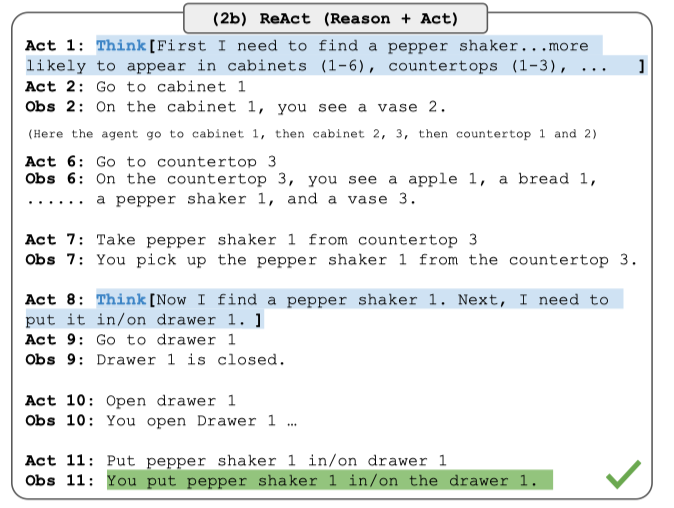 (2b) ReAct (Reason + Act)
Act 1: Think[First I need to find a pepper shaker...more
likely to appear in cabinets (1-6), countertops (1-3), ... ]
Act 2: Go to cabinet 1
Obs 2: On the cabinet 1, you see a vase 2.
(Here the agent go to cabinet 1, then cabinet 2, 3, then countertop 1 and 2)
Act 6: Go to countertop 3
Obs 6: On the countertop 3, you see a apple 1, a bread 1,
...... a pepper shaker 1, and a vase 3.
Act 7: Take pepper shaker 1 from countertop 3
Obs 7: You pick up the pepper shaker 1 from the countertop 3.
Act 8: Think[Now I find a pepper shaker 1. Next, I need to
put it in/on drawer 1. ]
Act 9: Go to drawer 1
Obs 9: Drawer 1 is closed.
Act 10: Open drawer 1
Obs 10: You open Drawer 1 …
Act 11: Put pepper shaker 1 in/on drawer 1
Obs 11: You put pepper shaker 1 in/on the drawer 1.